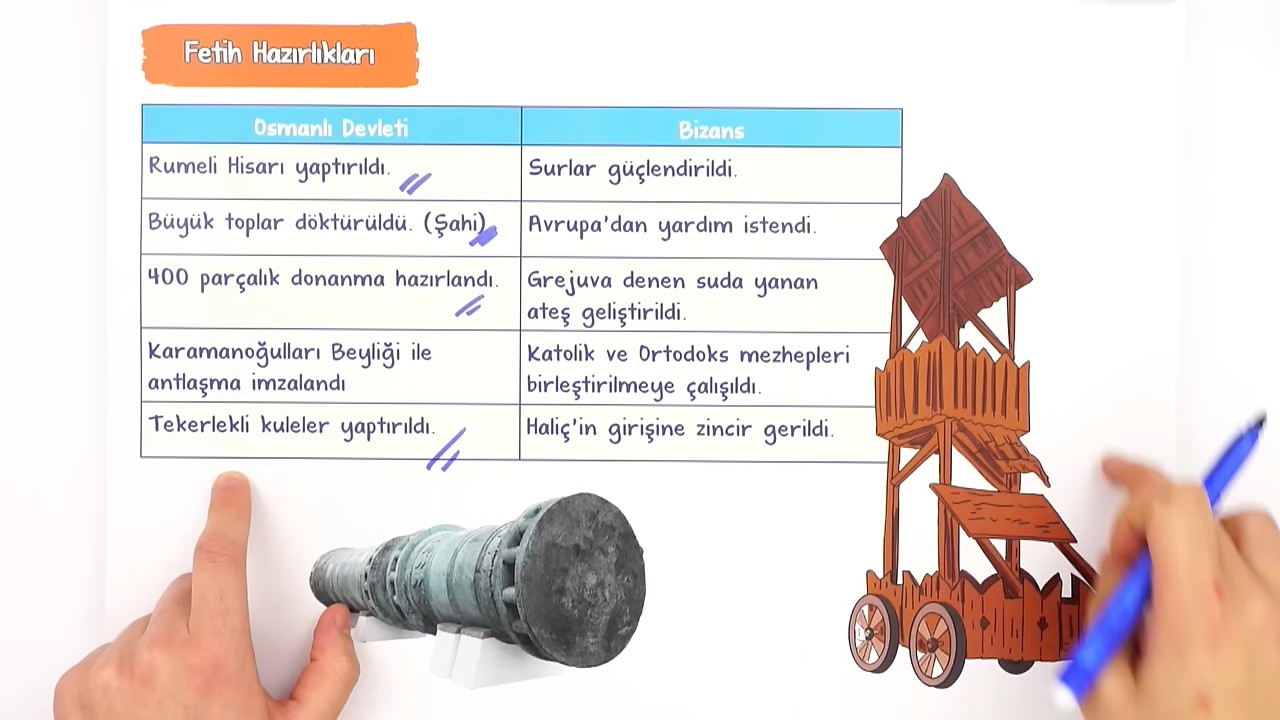 Fetih Hazırlıkları
Osmanlı Devleti
Bizans
Rumeli Hisarı yaptırıldı.
Surlar güçlendirildi.
Büyük toplar döktürüldü. (Şahi)
Avrupa'dan yardım istendi.
400 parçalık donanma hazırlandı.
Grejuva denen suda yanan
ateş geliştirildi.
Karamanoğulları Beyliği ile
antlaşma imzalandı
Katolik ve Ortodoks mezhepleri
birleştirilmeye çalışıldı.
Tekerlekli kuleler yaptırıldı.
Haliç'in girişine zincir gerildi.